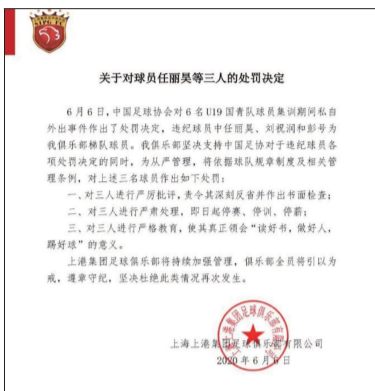 SIPG FC
关于对球员任丽昊等三人的处罚决定
6月6日，中国足球协会对6名U19国青队球员集训期间私自
外出事件作出了处罚决定，违纪球员中任丽昊、刘祝润和彭号为
我俱乐部梯队球员。我俱乐部坚决支持中国足协对于违纪球员各
项处罚决定的同时，为从严管理，将依据球队规章制度及相关管
理条例，对上述三名球员作出如下处罚：
一、对三人进行严厉批评，责令其深刻反省并作出书面检查；
二、对三人进行严肃处理，即日起停赛、停训、停薪；
三、对三人进行严格教育，使其真正领会“读好书，做好人，
踢好球”的意义。
上港集团足球俱乐部将持续加强管理，俱乐部全员将引以为
戒，遵章守纪，坚决杜绝此类情况再次发生。
上海上港集团足球俱乐部有限公司
2020年6月6日